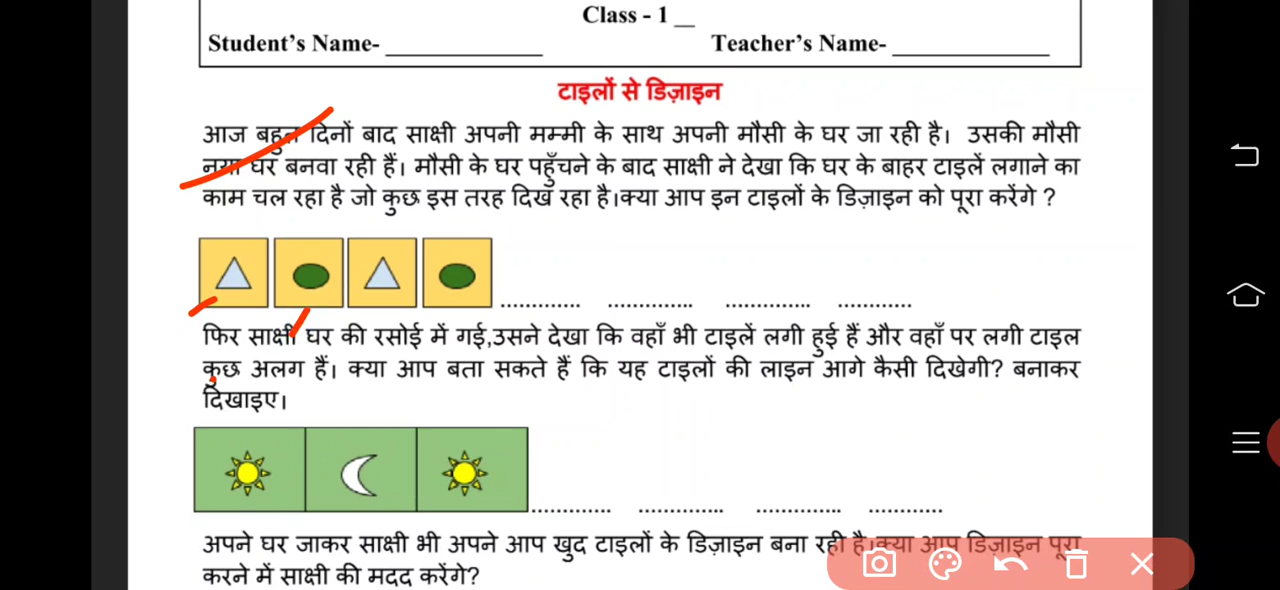 Class - 1 __
Student's Name- ____________ Teacher's Name- ____________
टाइलों से डिज़ाइन
आज बहुत दिनों बाद साक्षी अपनी मम्मी के साथ अपनी मौसी के घर जा रही है। उसकी मौसी
नया घर बनवा रही हैं। मौसी के घर पहुँचने के बाद साक्षी ने देखा कि घर के बाहर टाइलें लगाने का
काम चल रहा है जो कुछ इस तरह दिख रहा है।क्या आप इन टाइलों के डिज़ाइन को पूरा करेंगे ?
............. .............. .............. ............
फिर साक्षी घर की रसोई में गई,उसने देखा कि वहाँ भी टाइलें लगी हुई हैं और वहाँ पर लगी टाइल
कुछ अलग हैं। क्या आप बता सकते हैं कि यह टाइलों की लाइन आगे कैसी दिखेगी? बनाकर
दिखाइए।
............. .............. .............. ............
अपने घर जाकर साक्षी भी अपने आप खुद टाइलों के डिज़ाइन बना रही है।क्या आप डिज़ाइन पूरा
करने में साक्षी की मदद करेंगे?